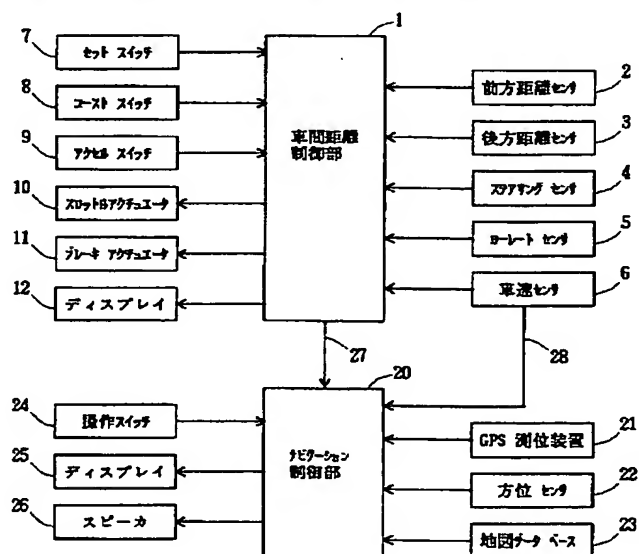 1
7
セット スイッチ
8
コースト スイッチ
9
アクセル スイッチ
10
スロットルアクチュエータ
11
ブレーキ アクチュエータ
12
ディスプレイ
車間距離
制御部
前方距離センサ
2
後方距離センサ
3
ステアリング センサ
4
ヨーレート センサ
5
車速センサ
6
27
28
20
24
操作スイッチ
25
ディスプレイ
26
スピーカ
ナビゲーション
制御部
GPS 測位装置
21
方位 センサ
22
地図データ ベース
23